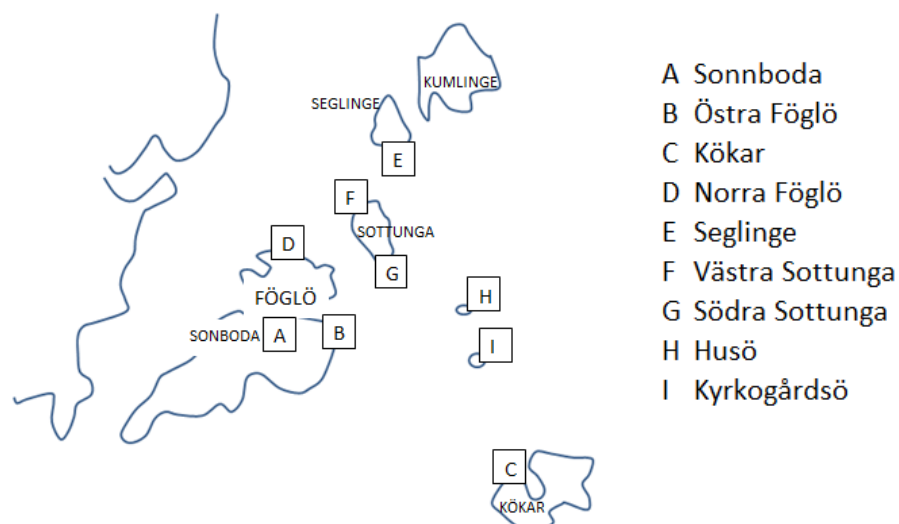 KUMLINGE
SEGLINGE
E
F
SOTTUNGA
D
G
FÖGLÖ
H
SONBODA
A
B
I
C
KÖKAR
A Sonnboda
B Östra Föglö
C Kökar
D Norra Föglö
E Seglinge
F Västra Sottunga
G Södra Sottunga
H Husö
I Kyrkogårdsö